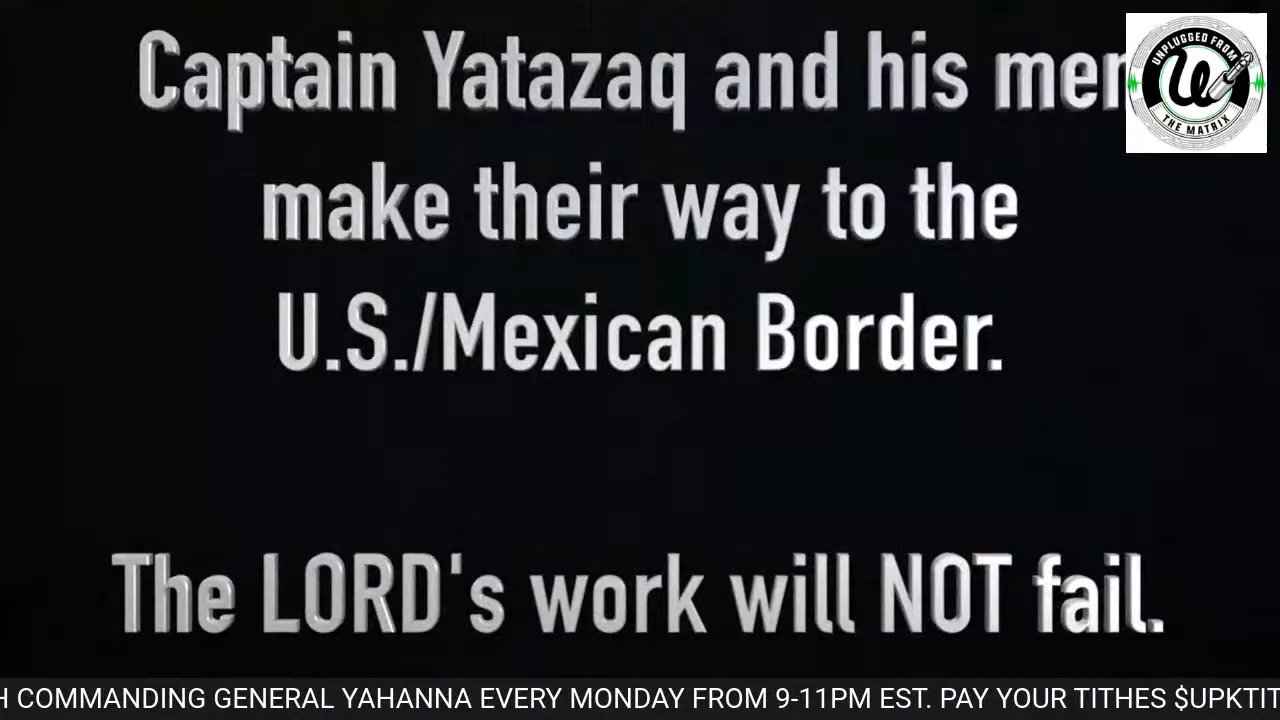 Captain Yatazaq and his men
make their way to the
U.S./Mexican Border.
The LORD's work will NOT fail.
UNPLUGGED FROM
THE MATRIX
COMMANDING GENERAL YAHANNA EVERY MONDAY FROM 9-11PM EST. PAY YOUR TITHES